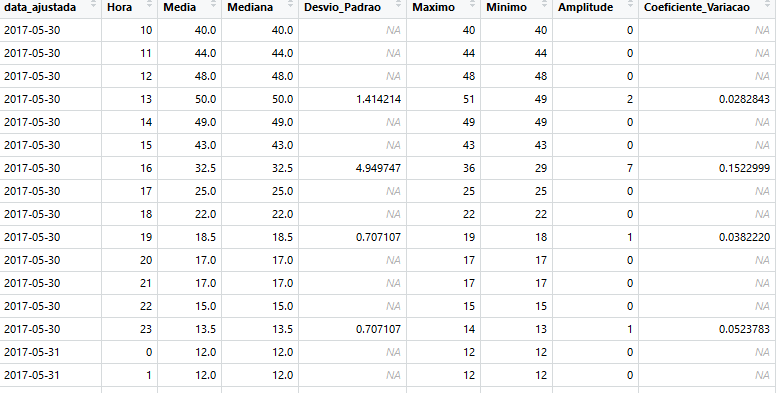 data_ajustada Hora Media Mediana Desvio_Padrao Maximo Minimo Amplitude Coeficiente_Variacao
2017-05-30 10 40.0 40.0 NA 40 40 0 NA
2017-05-30 11 44.0 44.0 NA 44 44 0 NA
2017-05-30 12 48.0 48.0 NA 48 48 0 NA
2017-05-30 13 50.0 50.0 1.414214 51 49 2 0.0282843
2017-05-30 14 49.0 49.0 NA 49 49 0 NA
2017-05-30 15 43.0 43.0 NA 43 43 0 NA
2017-05-30 16 32.5 32.5 4.949747 36 29 7 0.1522999
2017-05-30 17 25.0 25.0 NA 25 25 0 NA
2017-05-30 18 22.0 22.0 NA 22 22 0 NA
2017-05-30 19 18.5 18.5 0.707107 19 18 1 0.0382220
2017-05-30 20 17.0 17.0 NA 17 17 0 NA
2017-05-30 21 17.0 17.0 NA 17 17 0 NA
2017-05-30 22 15.0 15.0 NA 15 15 0 NA
2017-05-30 23 13.5 13.5 0.707107 14 13 1 0.0523783
2017-05-31 0 12.0 12.0 NA 12 12 0 NA
2017-05-31 1 12.0 12.0 NA 12 12 0 NA